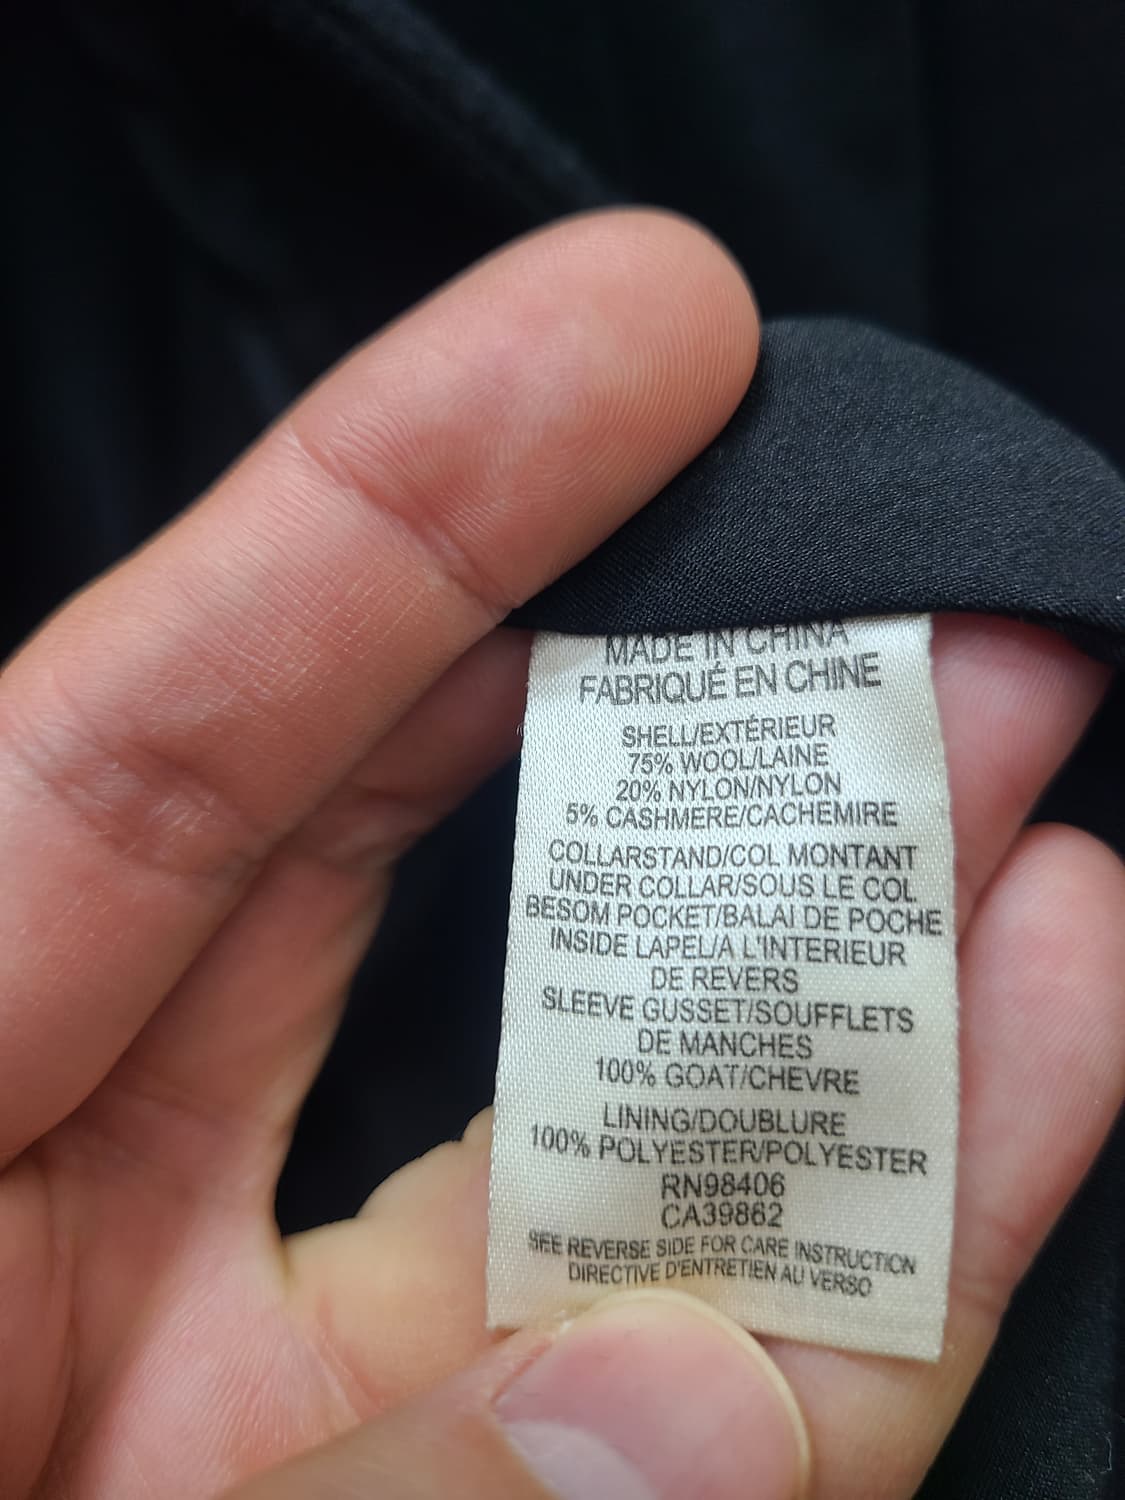 MADE IN CHINA
FABRIQUÉ EN CHINE
SHELL/EXTÉRIEUR
75% WOOL/LAINE
20% NYLON/NYLON
5% CASHMERE/CACHEMIRE
COLLARSTAND/COL MONTANT
UNDER COLLAR/SOUS LE COL
BESOM POCKET/BALAI DE POCHE
INSIDE LAPEL/A L'INTERIEUR
DE REVERS
SLEEVE GUSSET/SOUFFLETS
DE MANCHES
100% GOAT/CHEVRE
LINING/DOUBLURE
100% POLYESTER/POLYESTER
RN98406
CA39862
SEE REVERSE SIDE FOR CARE INSTRUCTION
DIRECTIVE D'ENTRETIEN AU VERSO